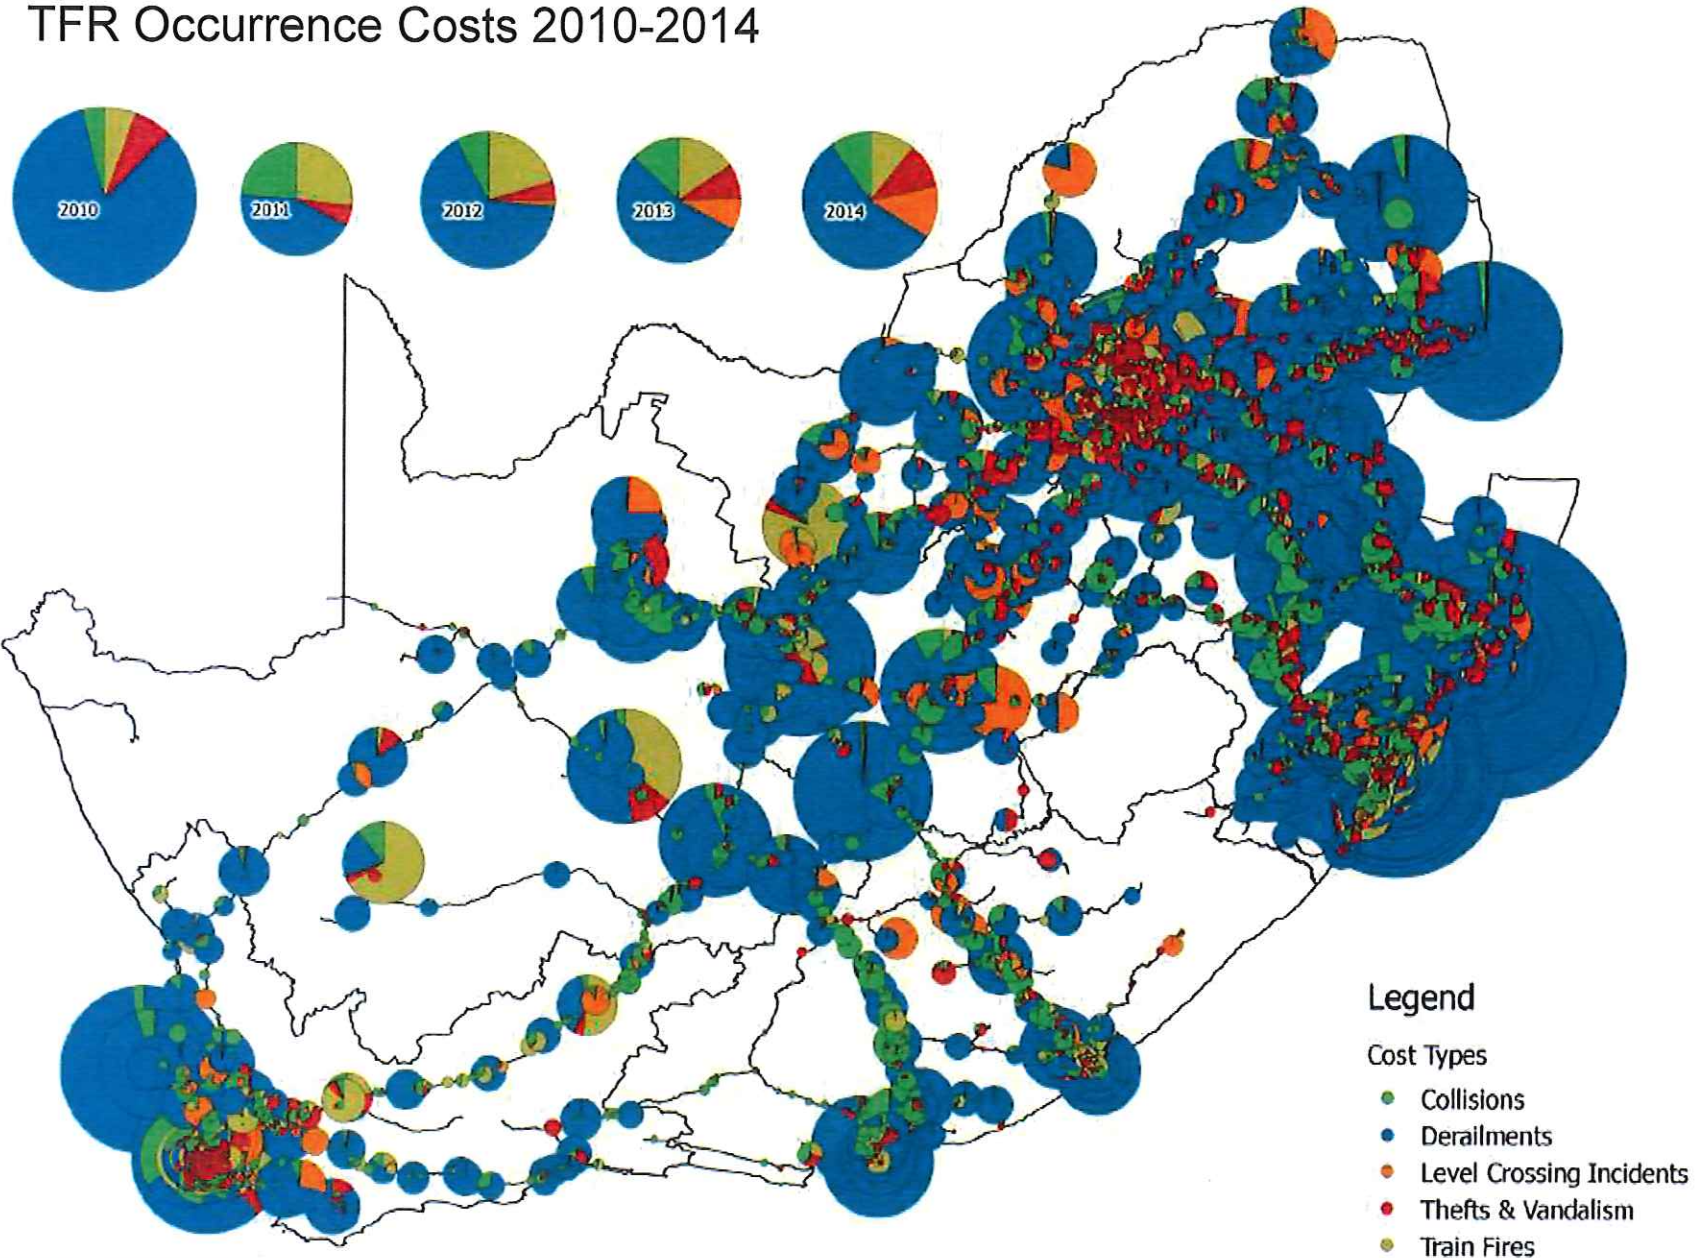 TFR Occurrence Costs 2010-2014
2010
2011
2012
2013
2014
Legend
Cost Types
Collisions
Derailments
Level Crossing Incidents
Thefts & Vandalism
Train Fires